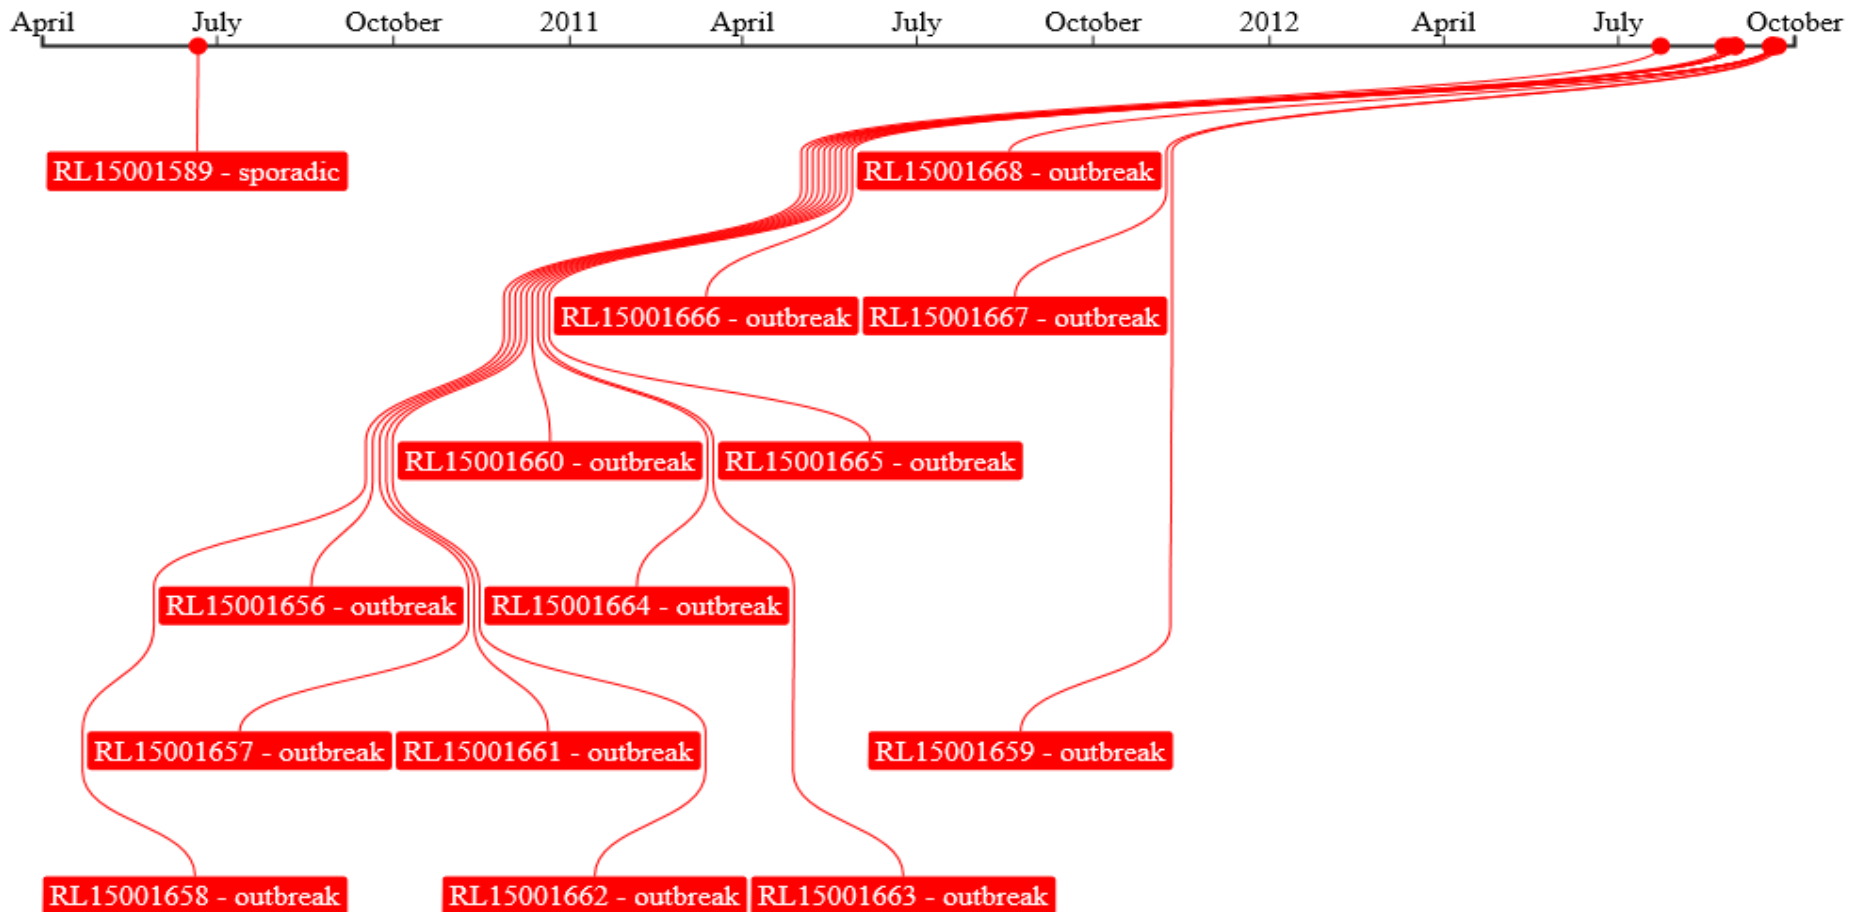 April July October 2011 April July October 2012 April July October
RL15001589 - sporadic RL15001668 - outbreak
RL15001666 - outbreak RL15001667 - outbreak
RL15001660 - outbreak RL15001665 - outbreak
RL15001656 - outbreak RL15001664 - outbreak
RL15001657 - outbreak RL15001661 - outbreak RL15001659 - outbreak
RL15001658 - outbreak RL15001662 - outbreak RL15001663 - outbreak